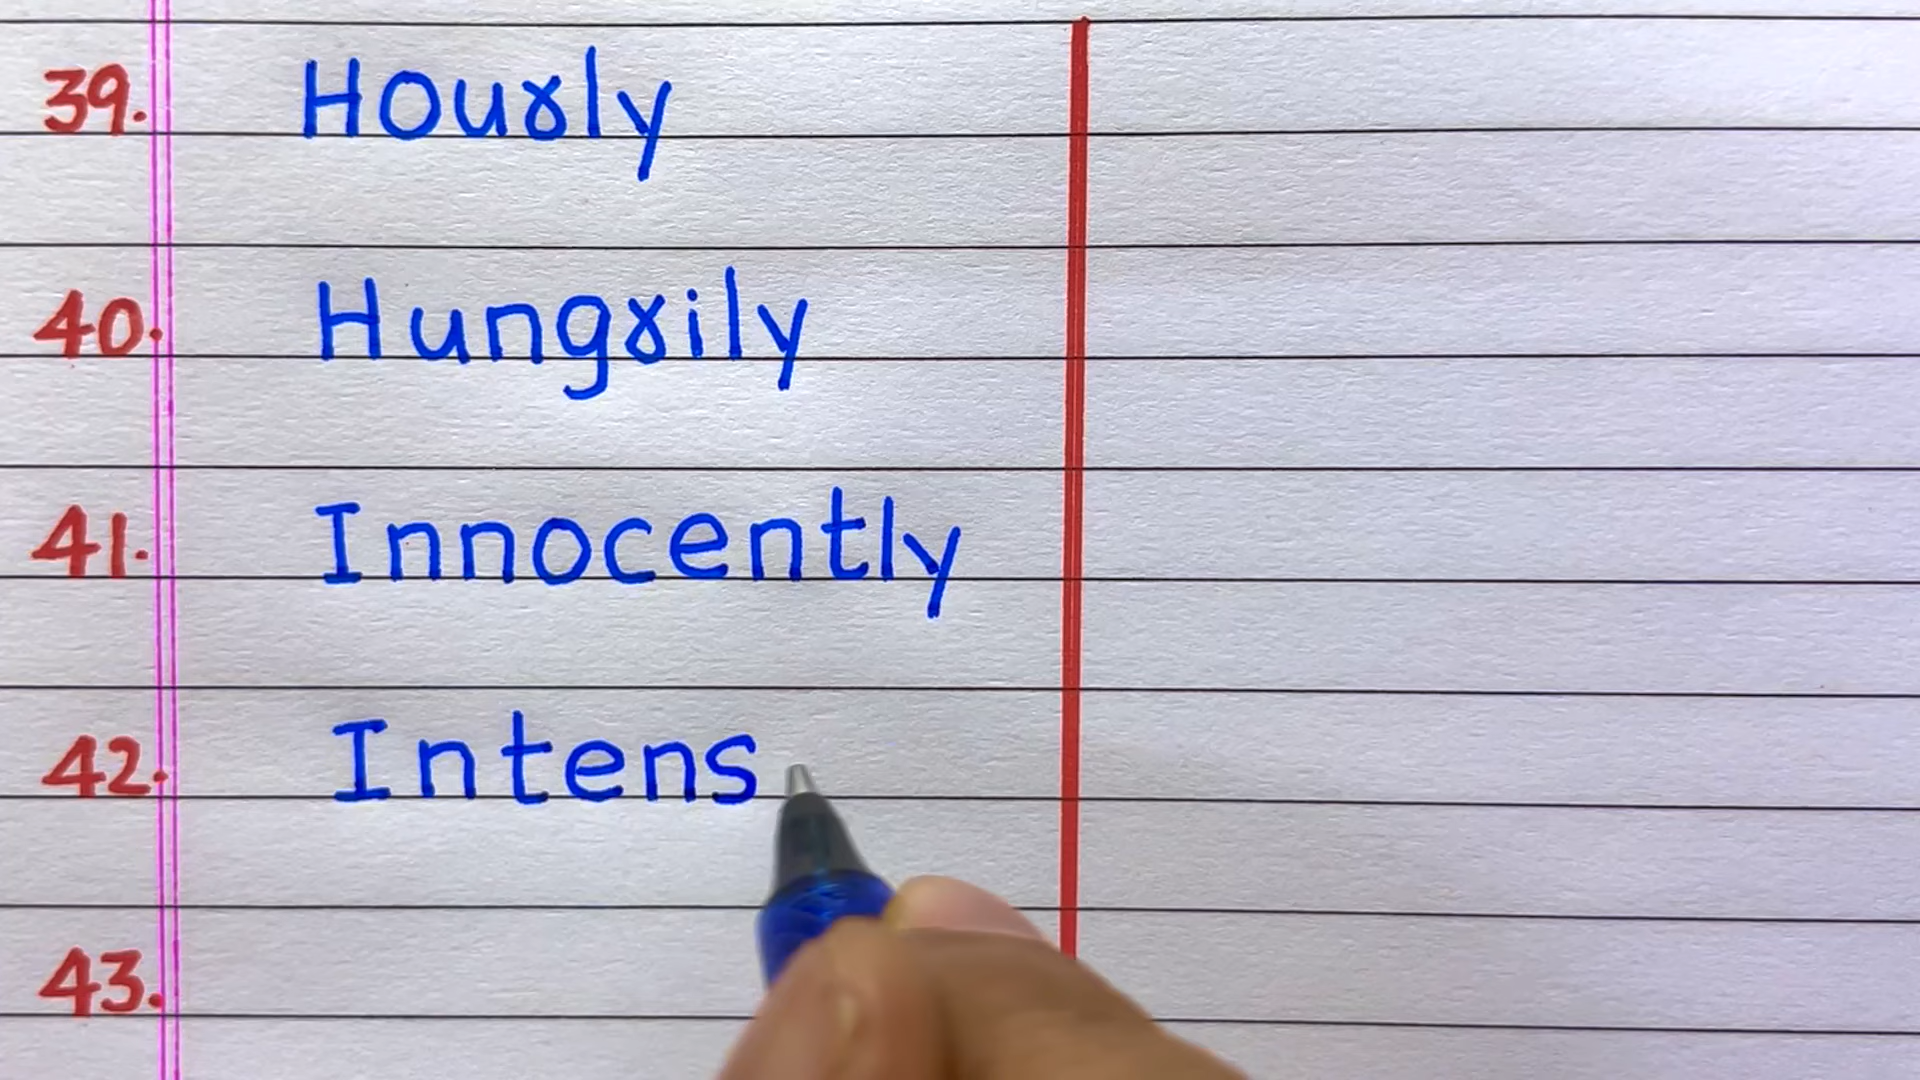 39. Hourly
40. Hungrily
41. Innocently
42. Intens
43.